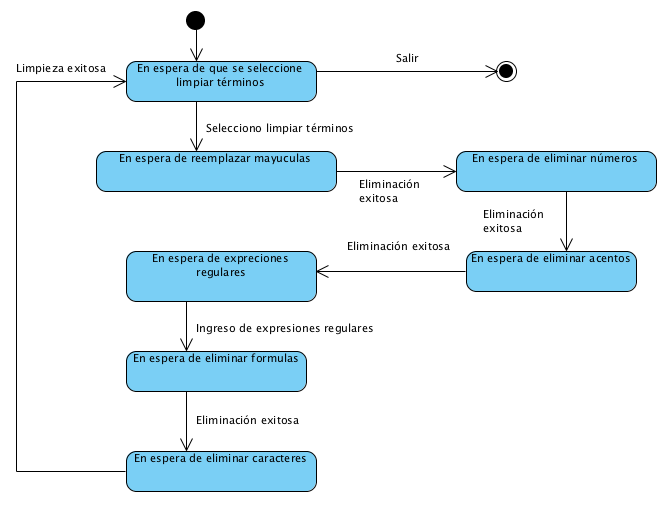 Limpieza exitosa
En espera de que se seleccione
limpiar términos
Salir
Selecciono limpiar términos
En espera de reemplazar mayuculas
Eliminación
exitosa
En espera de eliminar números
Eliminación
exitosa
En espera de eliminar acentos
Eliminación exitosa
En espera de expreciones
regulares
Ingreso de expresiones regulares
En espera de eliminar formulas
Eliminación exitosa
En espera de eliminar caracteres